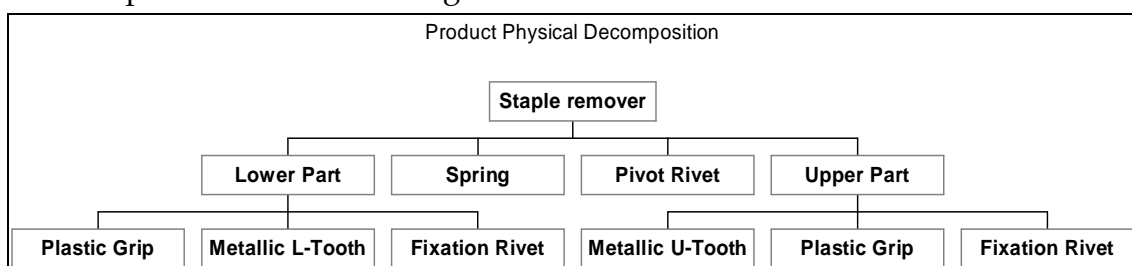 Product Physical Decomposition
Staple remover
Lower Part Spring Pivot Rivet Upper Part
Plastic Grip Metallic L-Tooth Fixation Rivet Metallic U-Tooth Plastic Grip Fixation Rivet